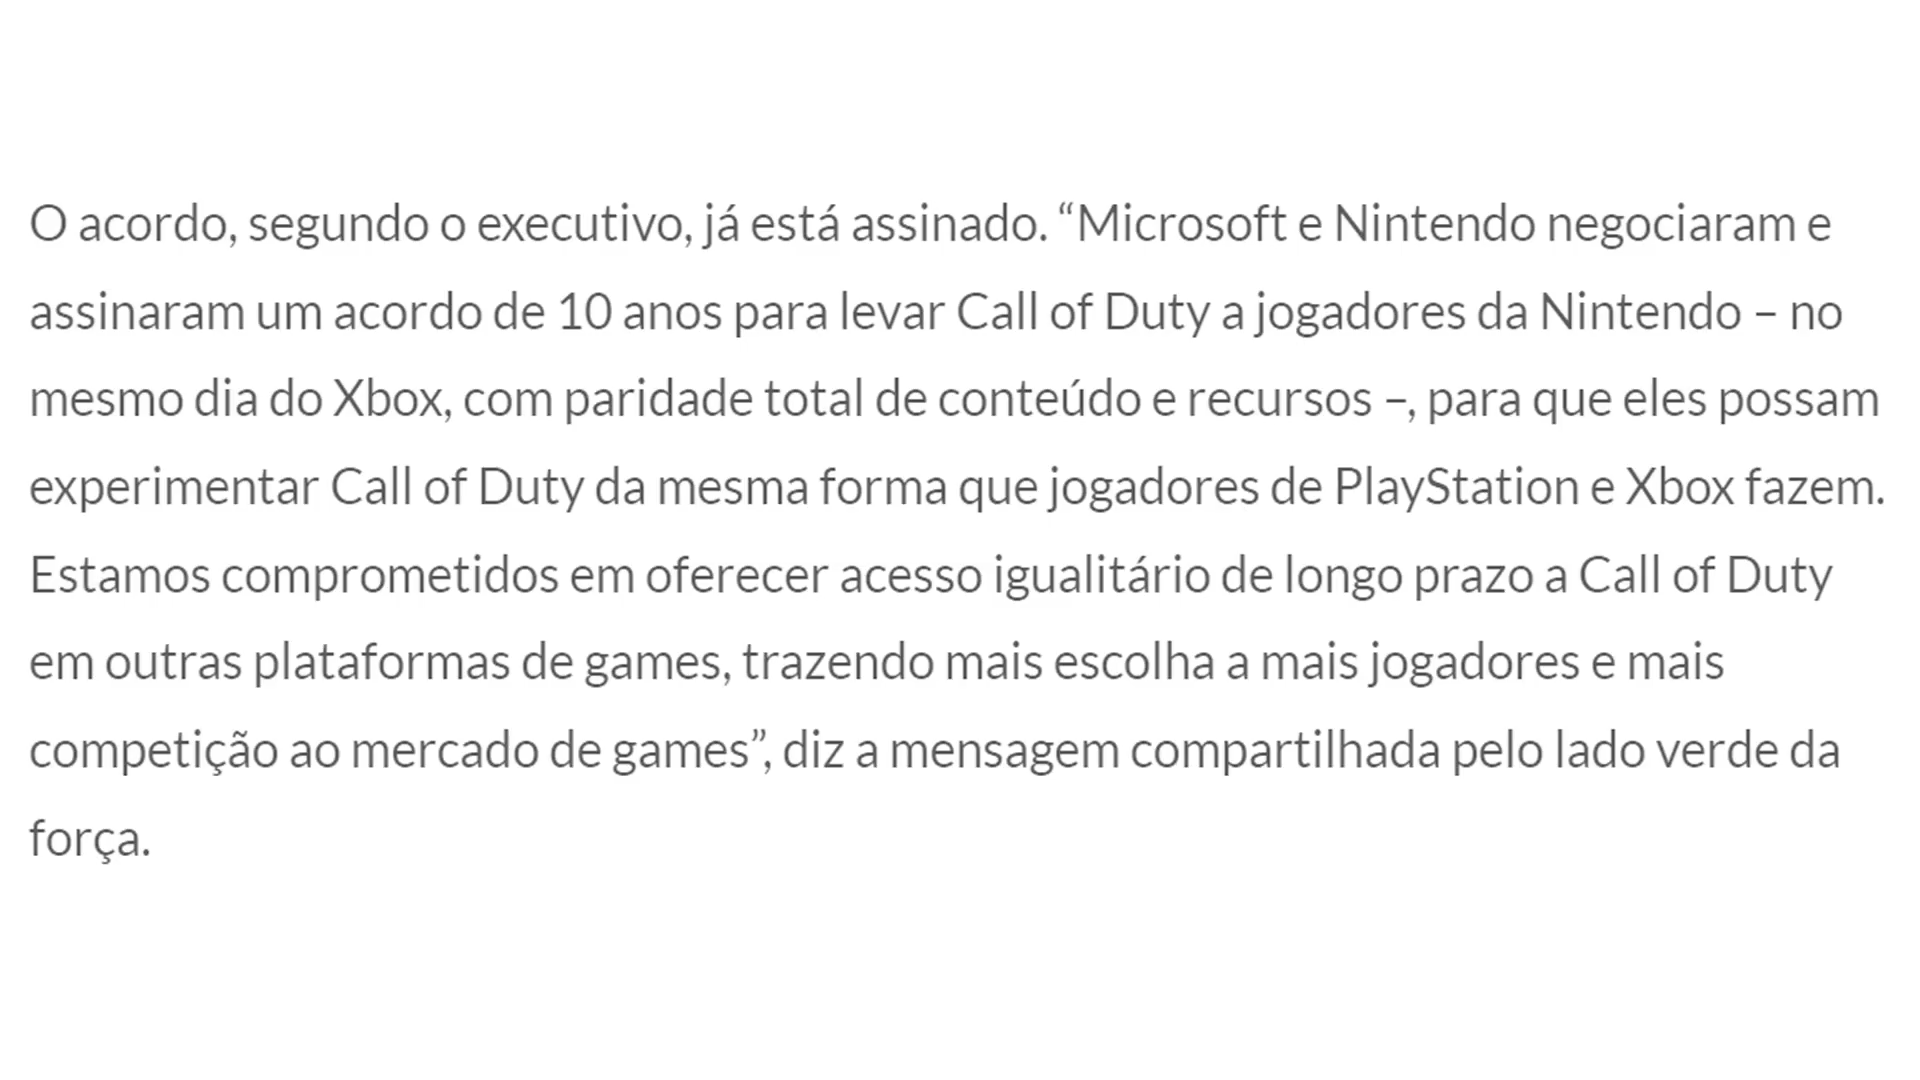 O acordo, segundo o executivo, já está assinado. “Microsoft e Nintendo negociaram e
assinaram um acordo de 10 anos para levar Call of Duty a jogadores da Nintendo – no
mesmo dia do Xbox, com paridade total de conteúdo e recursos –, para que eles possam
experimentar Call of Duty da mesma forma que jogadores de PlayStation e Xbox fazem.
Estamos comprometidos em oferecer acesso igualitário de longo prazo a Call of Duty
em outras plataformas de games, trazendo mais escolha a mais jogadores e mais
competição ao mercado de games”, diz a mensagem compartilhada pelo lado verde da
força.